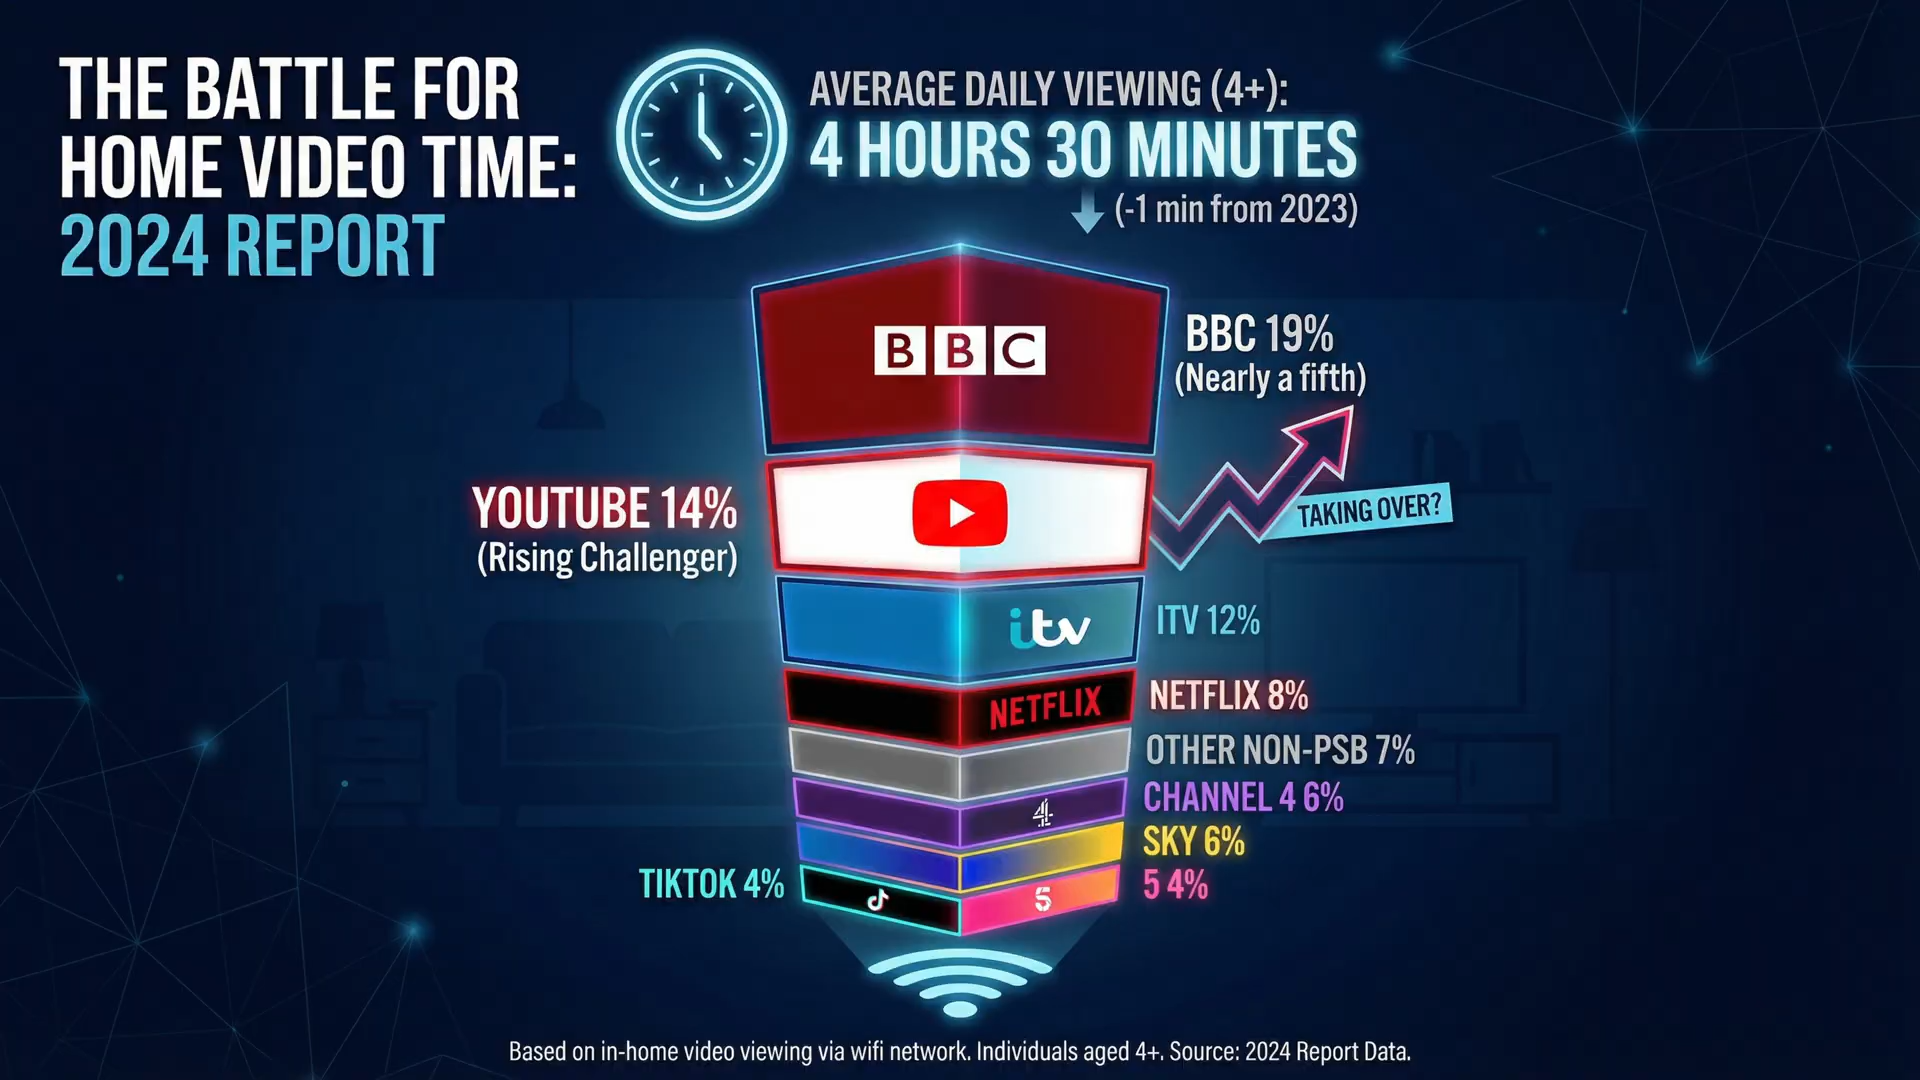 THE BATTLE FOR
HOME VIDEO TIME:
2024 REPORT
AVERAGE DAILY VIEWING (4+):
4 HOURS 30 MINUTES
(-1 min from 2023)
BBC
BBC 19%
(Nearly a fifth)
YOUTUBE 14%
(Rising Challenger)
TAKING OVER?
itv
ITV 12%
NETFLIX
NETFLIX 8%
OTHER NON-PSB 7%
4
CHANNEL 4 6%
SKY 6%
TIKTOK 4%
5
5 4%
Based on in-home video viewing via wifi network. Individuals aged 4+. Source: 2024 Report Data.